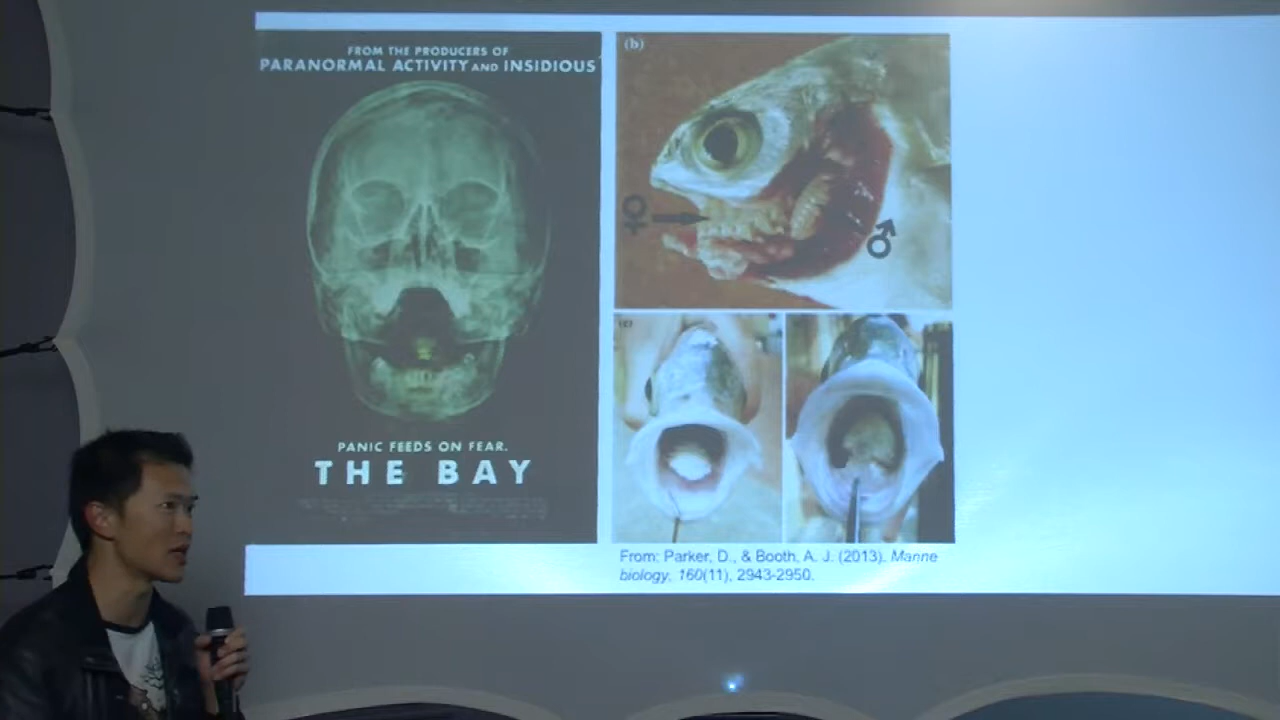 FROM THE PRODUCERS OF
PARANORMAL ACTIVITY AND INSIDIOUS
PANIC FEEDS ON FEAR.
THE BAY
(b)
♀
♂
(c)
From: Parker, D., & Booth, A. J. (2013). Marine
biology, 160(11), 2943-2950.